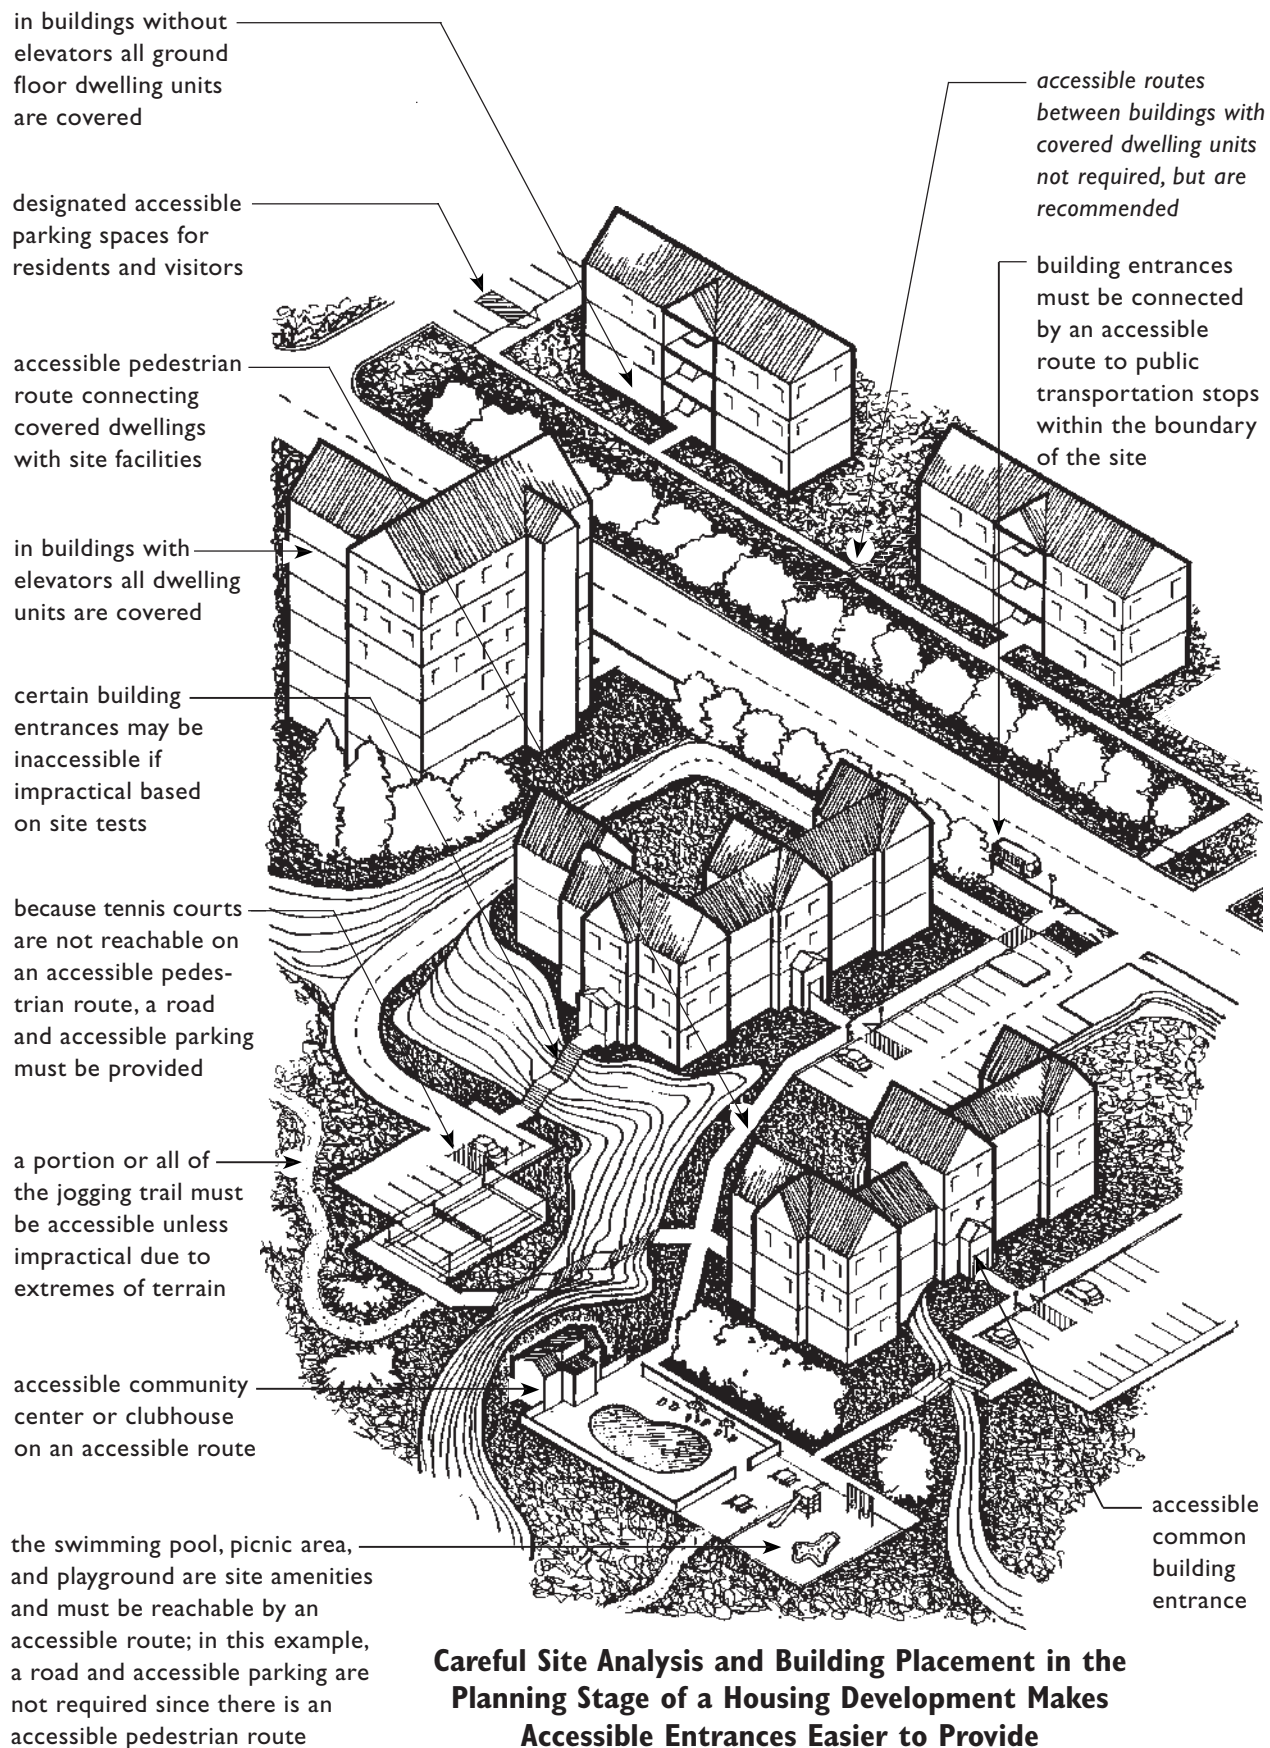 in buildings without
elevators all ground
floor dwelling units
are covered
accessible routes
between buildings with
covered dwelling units
not required, but are
recommended
designated accessible
parking spaces for
residents and visitors
building entrances
must be connected
by an accessible
route to public
transportation stops
within the boundary
of the site
accessible pedestrian
route connecting
covered dwellings
with site facilities
in buildings with
elevators all dwelling
units are covered
certain building
entrances may be
inaccessible if
impractical based
on site tests
because tennis courts
are not reachable on
an accessible pedes-
trian route, a road
and accessible parking
must be provided
a portion or all of
the jogging trail must
be accessible unless
impractical due to
extremes of terrain
accessible community
center or clubhouse
on an accessible route
accessible
common
building
entrance
the swimming pool, picnic area,
and playground are site amenities
and must be reachable by an
accessible route; in this example,
a road and accessible parking are
not required since there is an
accessible pedestrian route
Careful Site Analysis and Building Placement in the
Planning Stage of a Housing Development Makes
Accessible Entrances Easier to Provide